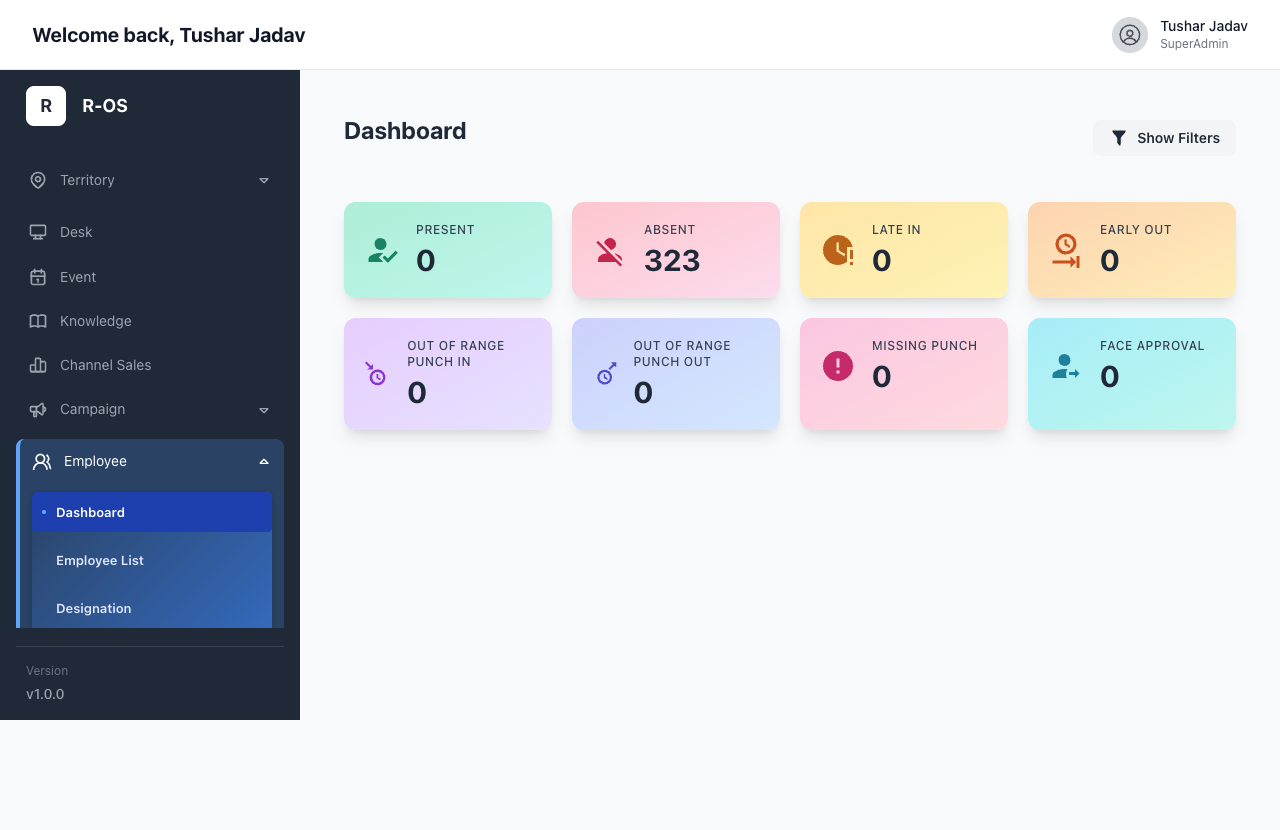 Welcome back, Tushar Jadav
Tushar Jadav
SuperAdmin
R
R-OS
Territory
Desk
Event
Knowledge
Channel Sales
Campaign
Employee
Dashboard
Employee List
Designation
Version
v1.0.0
Dashboard
Show Filters
PRESENT
0
ABSENT
323
LATE IN
0
EARLY OUT
0
OUT OF RANGE
PUNCH IN
0
OUT OF RANGE
PUNCH OUT
0
MISSING PUNCH
0
FACE APPROVAL
0